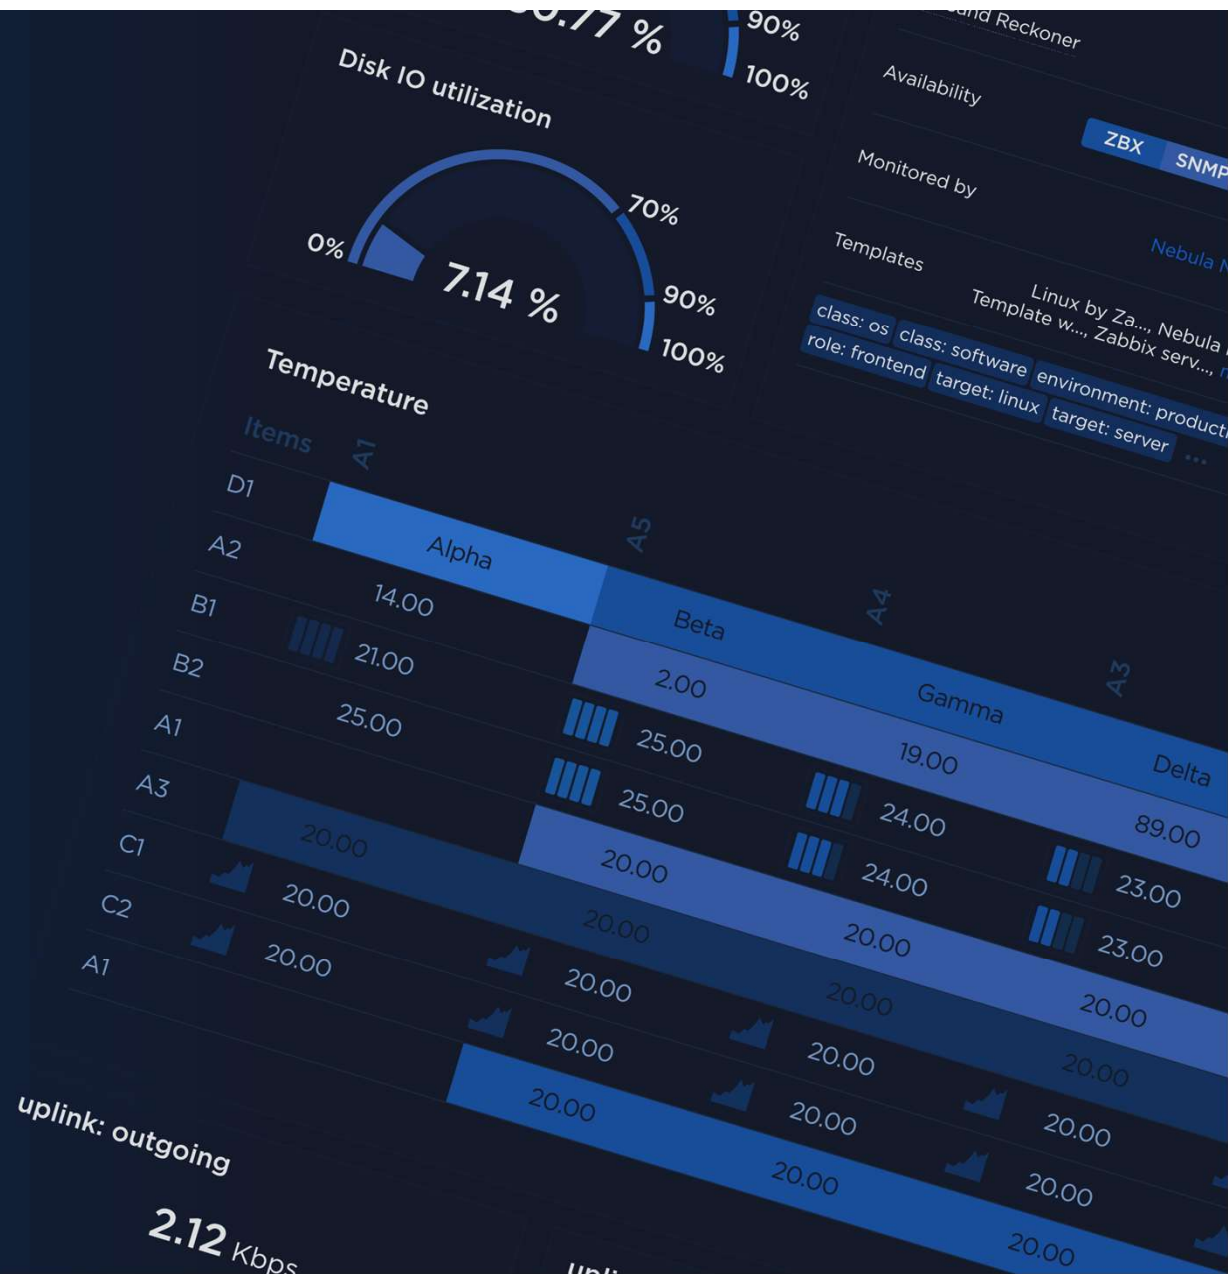 .77 %
90%
100%
Disk IO utilization
0%
70%
90%
100%
7.14 %
Reckoner
Availability
ZBX SNMP
Monitored by
Nebula
Templates
Linux by Za..., Nebula
Template w..., Zabbix serv...,
class: os class: software environment: producti
role: frontend target: linux target: server ...
Temperature
Items A1 A5 A4 A3
D1 Alpha Beta Gamma Delta
A2 14.00 2.00 19.00 89.00
B1 21.00 25.00 24.00 23.00
B2 25.00 25.00 24.00 23.00
A1 20.00 20.00 20.00
A3 20.00 20.00 20.00 20.00
C1 20.00 20.00 20.00 20.00
C2 20.00 20.00 20.00 20.00
A1 20.00 20.00 20.00
uplink: outgoing
2.12 Kbps